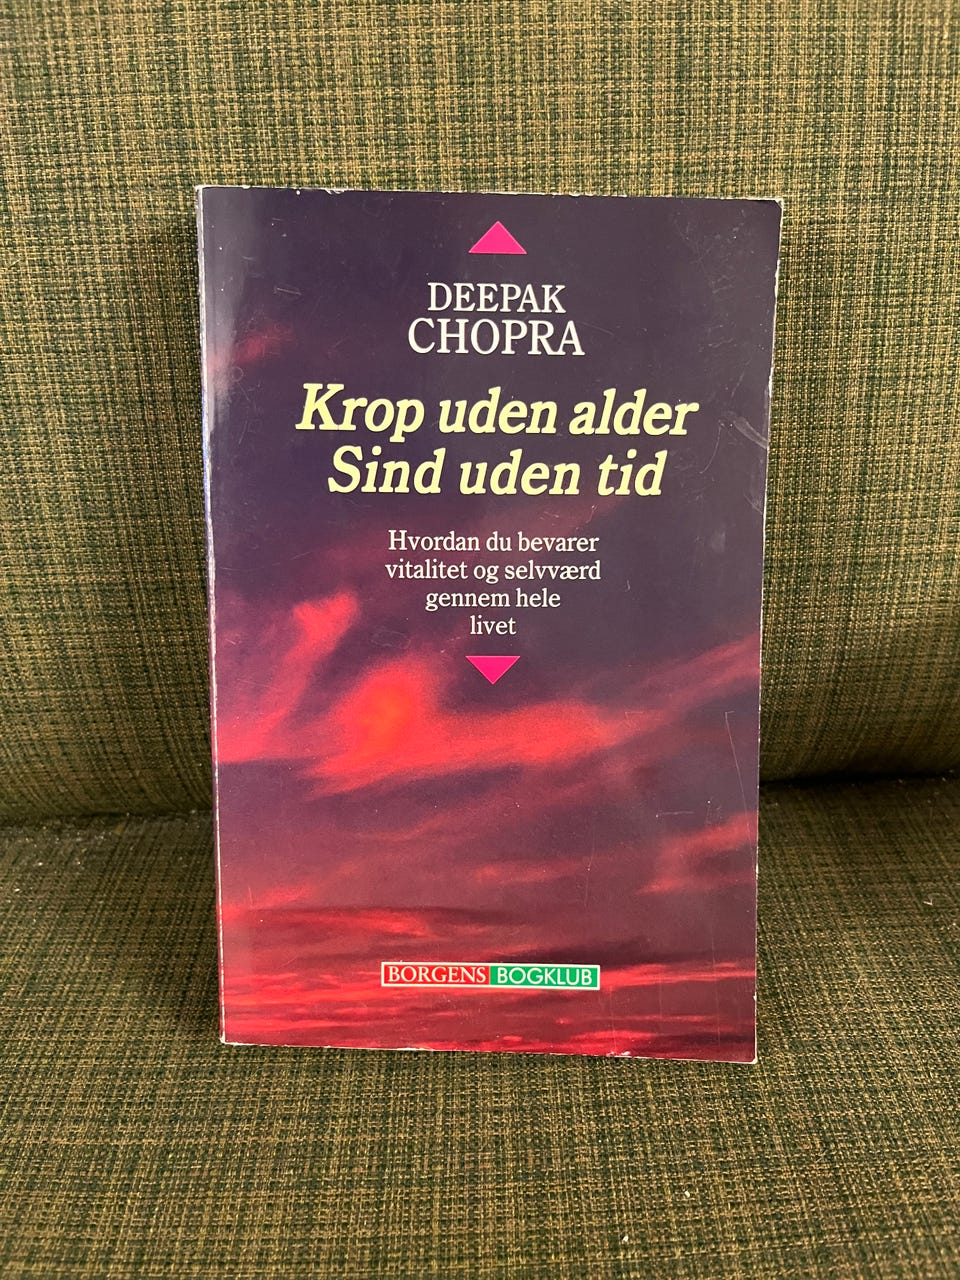 DEEPAK
CHOPRA
Krop uden alder
Sind uden tid
Hvordan du bevarer
vitalitet og selvværd
gennem hele
livet
BORGENS BOGKLUB